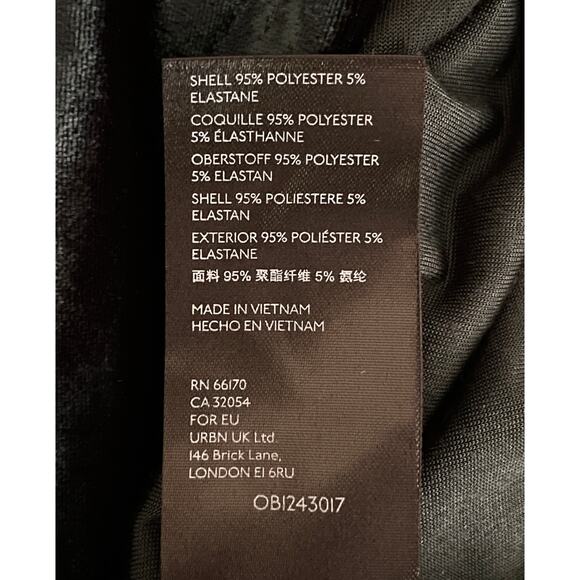 SHELL 95% POLYESTER 5%
ELASTANE
COQUILLE 95% POLYESTER
5% ÉLASTHANNE
OBERSTOFF 95% POLYESTER
5% ELASTAN
SHELL 95% POLIESTERE 5%
ELASTAN
EXTERIOR 95% POLIÉSTER 5%
ELASTANE
面料 95% 聚酯纤维 5% 氨纶
MADE IN VIETNAM
HECHO EN VIETNAM
RN 66170
CA 32054
FOR EU
URBN UK Ltd.
146 Brick Lane,
LONDON E1 6RU
OB1243017